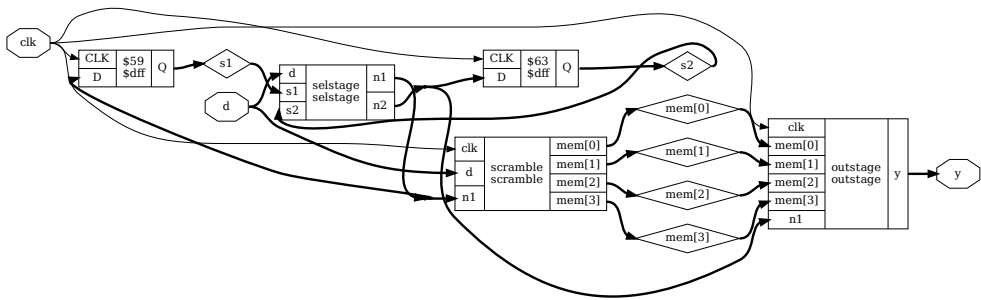 clk
CLK
D
$59
$dff
Q
s1
d
d
s1
s2
selstage
selstage
n1
n2
CLK
D
$63
$dff
Q
s2
clk
d
n1
scramble
scramble
mem[0]
mem[1]
mem[2]
mem[3]
mem[0]
mem[1]
mem[2]
mem[3]
clk
mem[0]
mem[1]
mem[2]
mem[3]
n1
outstage
outstage
y
y